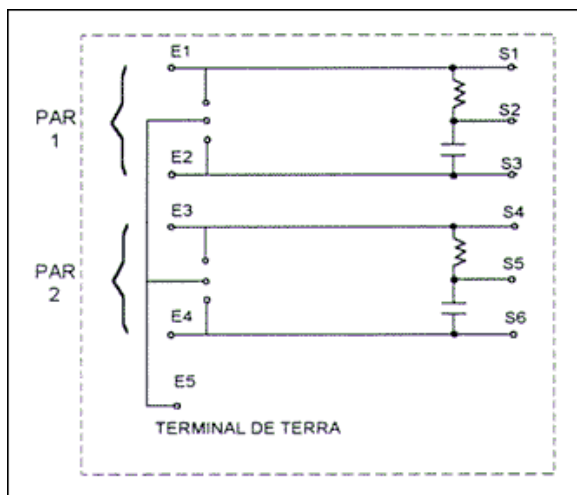 E1
S1
PAR
1
S2
E2
S3
E3
S4
PAR
2
S5
E4
S6
E5
TERMINAL DE TERRA